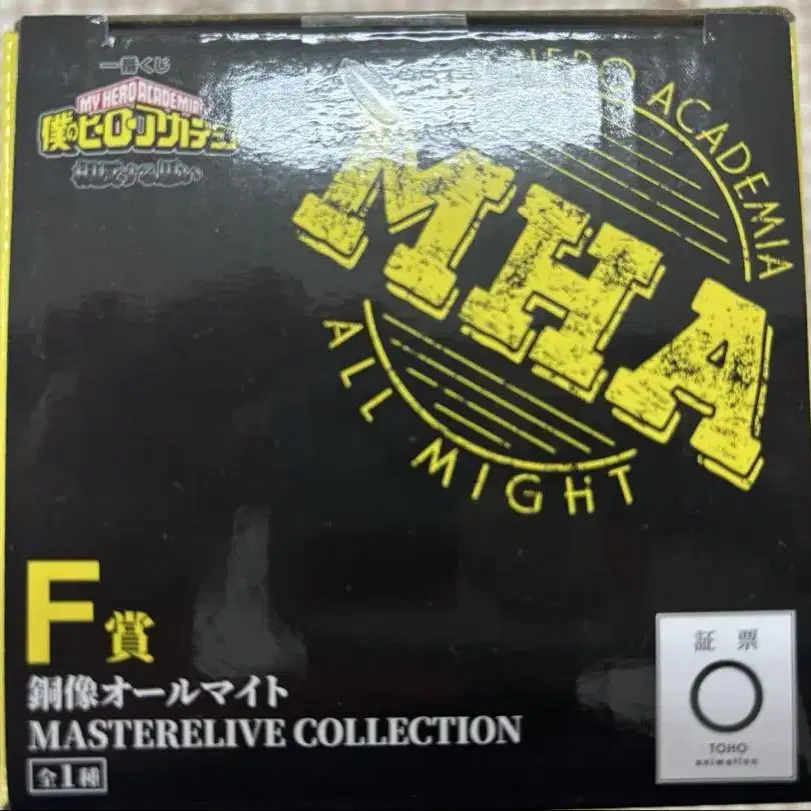 一番くじ
MY HERO ACADEMIA
僕のヒーローアカデミア
HERO ACADEMIA
MHA
ALL MIGHT
F賞
銅像オールマイト
MASTERELIVE COLLECTION
全1種
証票
TOHO
animation